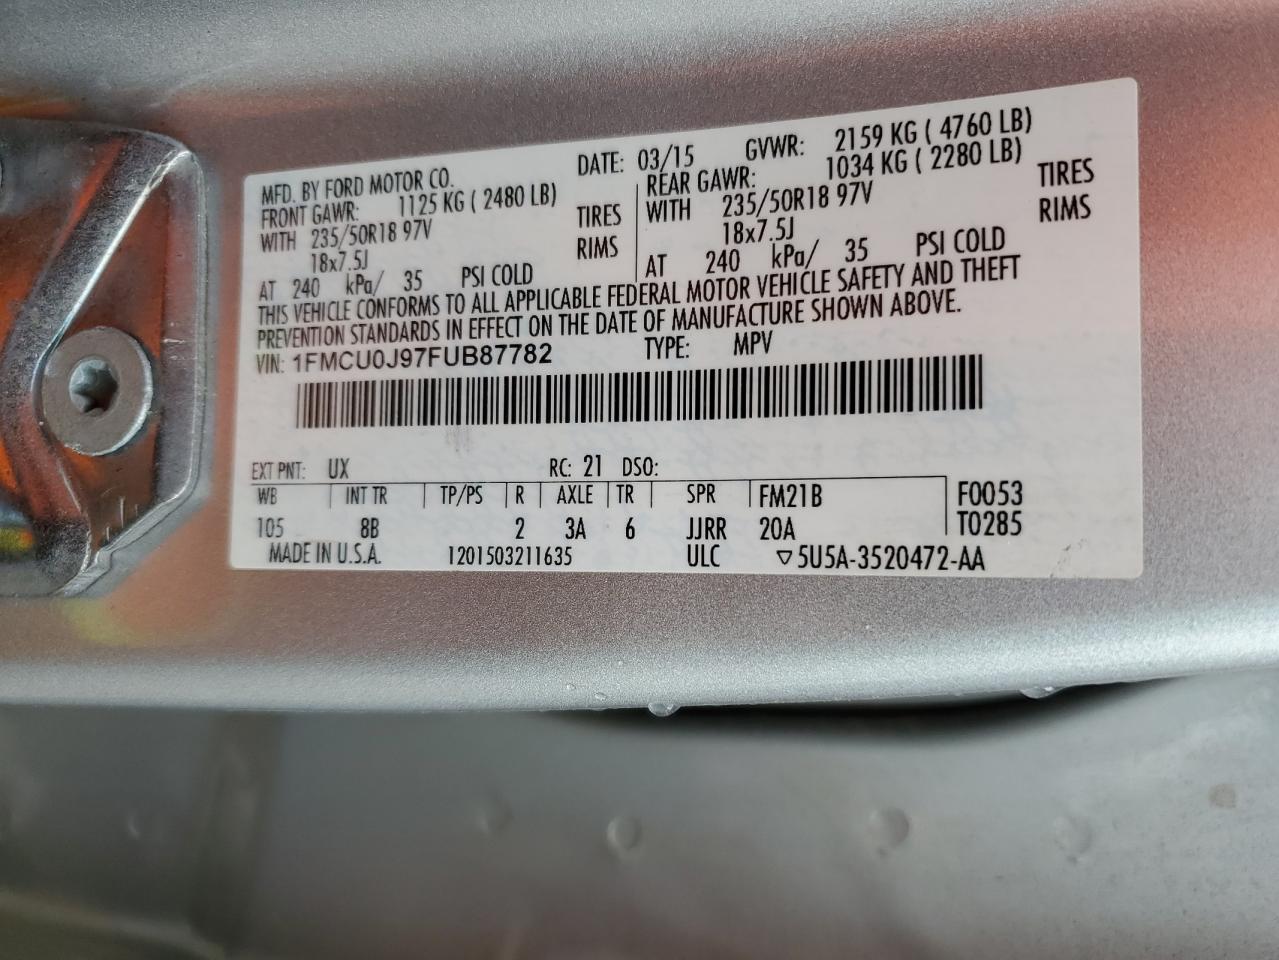 MFD. BY FORD MOTOR CO. DATE: 03/15 GVWR: 2159 KG ( 4760 LB)
FRONT GAWR: 1125 KG ( 2480 LB) REAR GAWR: 1034 KG ( 2280 LB)
WITH 235/50R18 97V TIRES WITH 235/50R18 97V TIRES
18x7.5J RIMS 18x7.5J RIMS
AT 240 kPa/ 35 PSI COLD AT 240 kPa/ 35 PSI COLD
THIS VEHICLE CONFORMS TO ALL APPLICABLE FEDERAL MOTOR VEHICLE SAFETY AND THEFT
PREVENTION STANDARDS IN EFFECT ON THE DATE OF MANUFACTURE SHOWN ABOVE.
VIN: 1FMCU0J97FUB87782 TYPE: MPV
EXT PNT: UX RC: 21 DSO:
WB INT TR TP/PS R AXLE TR SPR FM21B F0053
105 8B 2 3A 6 JJRR 20A T0285
MADE IN U.S.A. 1201503211635 ULC ▽5U5A-3520472-AA